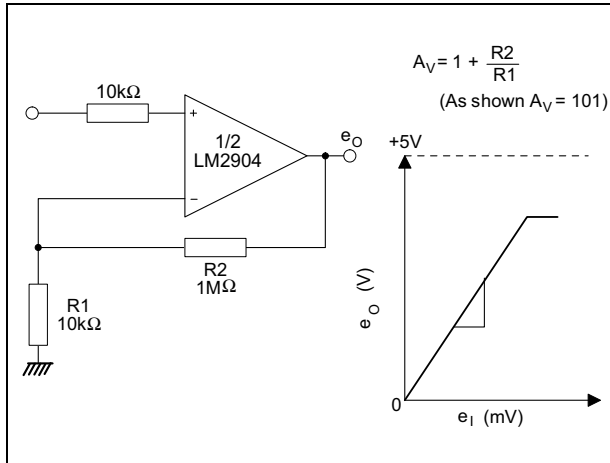 10kΩ
+
1/2
LM2904
−
e_O
R2
1MΩ
R1
10kΩ
A_V = 1 + R2/R1
(As shown A_V = 101)
+5V
e_O (V)
0
e_I (mV)